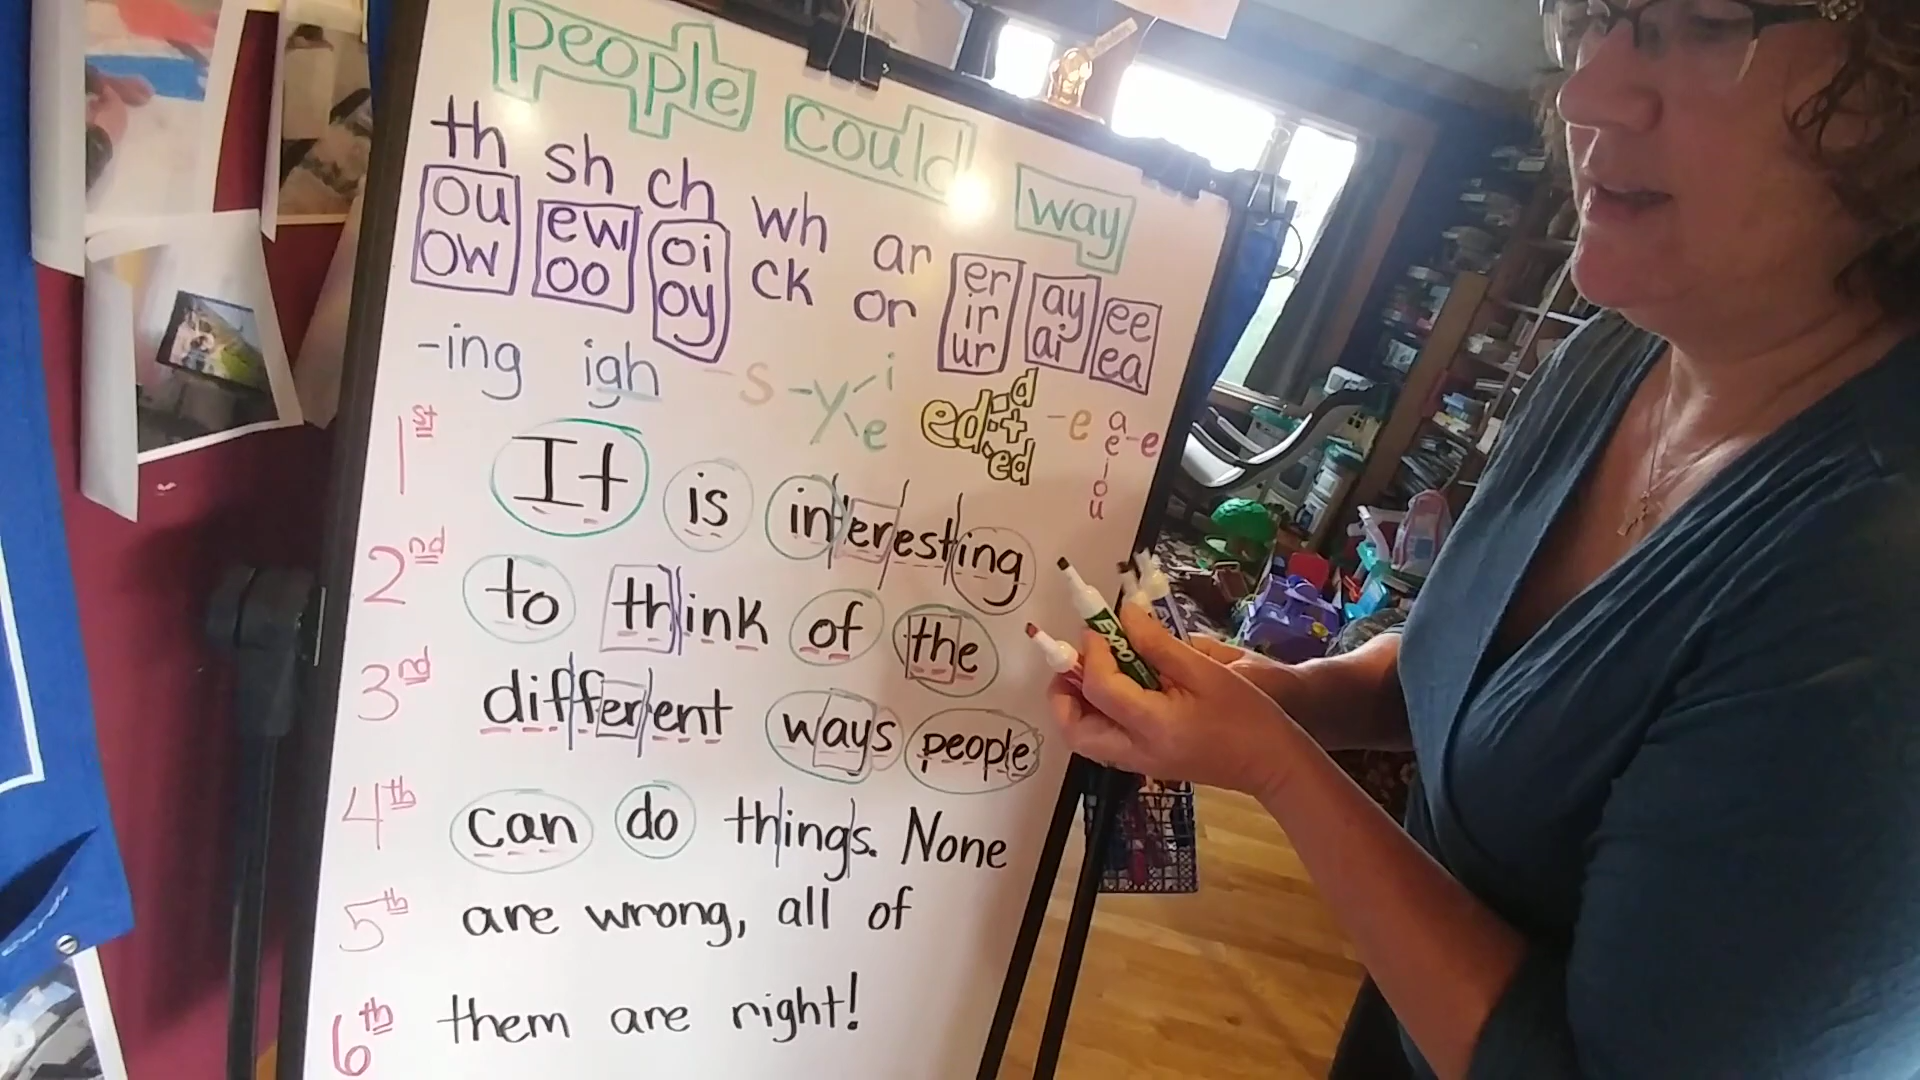 people could way
th sh ch wh ar
ou ow ew oo oi oy ck or er ir ur ay ai ee ea
-ing igh -s -y i e ed d t ed -e a e i o u -e
1st It is interesting
2nd to think of the
3rd different ways people
4th can do things. None
5th are wrong, all of
6th them are right!
EXPO